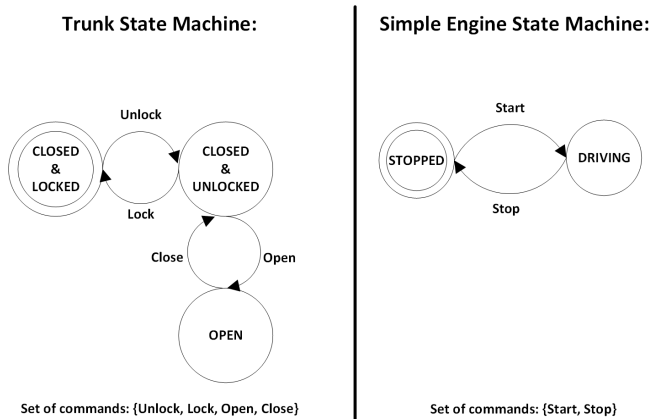 Trunk State Machine:
Unlock
CLOSED
&
LOCKED
CLOSED
&
UNLOCKED
Lock
Close
Open
OPEN
Set of commands: {Unlock, Lock, Open, Close}
Simple Engine State Machine:
Start
STOPPED
DRIVING
Stop
Set of commands: {Start, Stop}